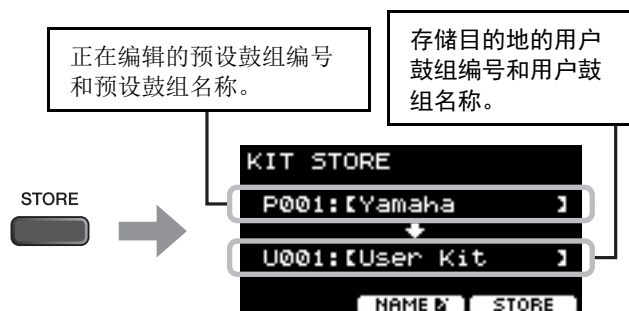 正在编辑的预设鼓组编号
和预设鼓组名称。
存储目的地的用户
鼓组编号和用户鼓
组名称。
STORE
KIT STORE
P001:[Yamaha ]
U001:[User Kit ]
NAME STORE